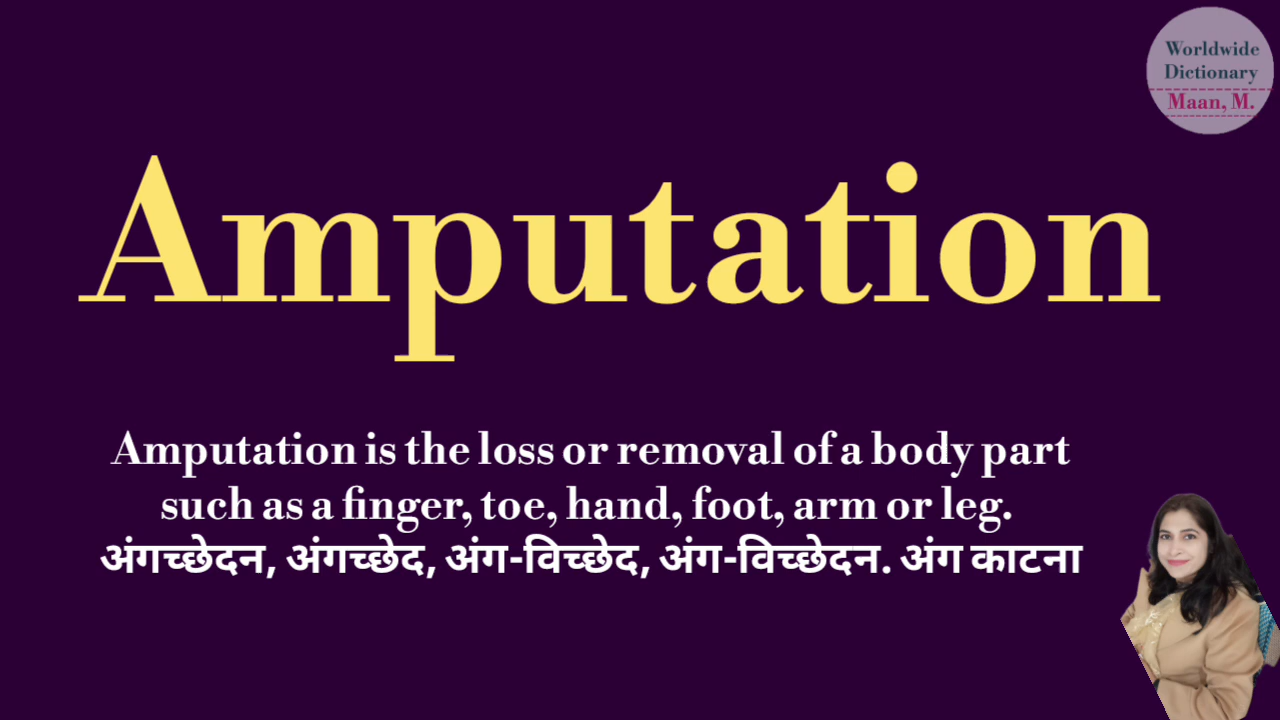 Worldwide
Dictionary
Maan, M.
Amputation
Amputation is the loss or removal of a body part
such as a finger, toe, hand, foot, arm or leg.
अंगच्छेदन, अंगच्छेद, अंग-विच्छेद, अंग-विच्छेदन. अंग काटना